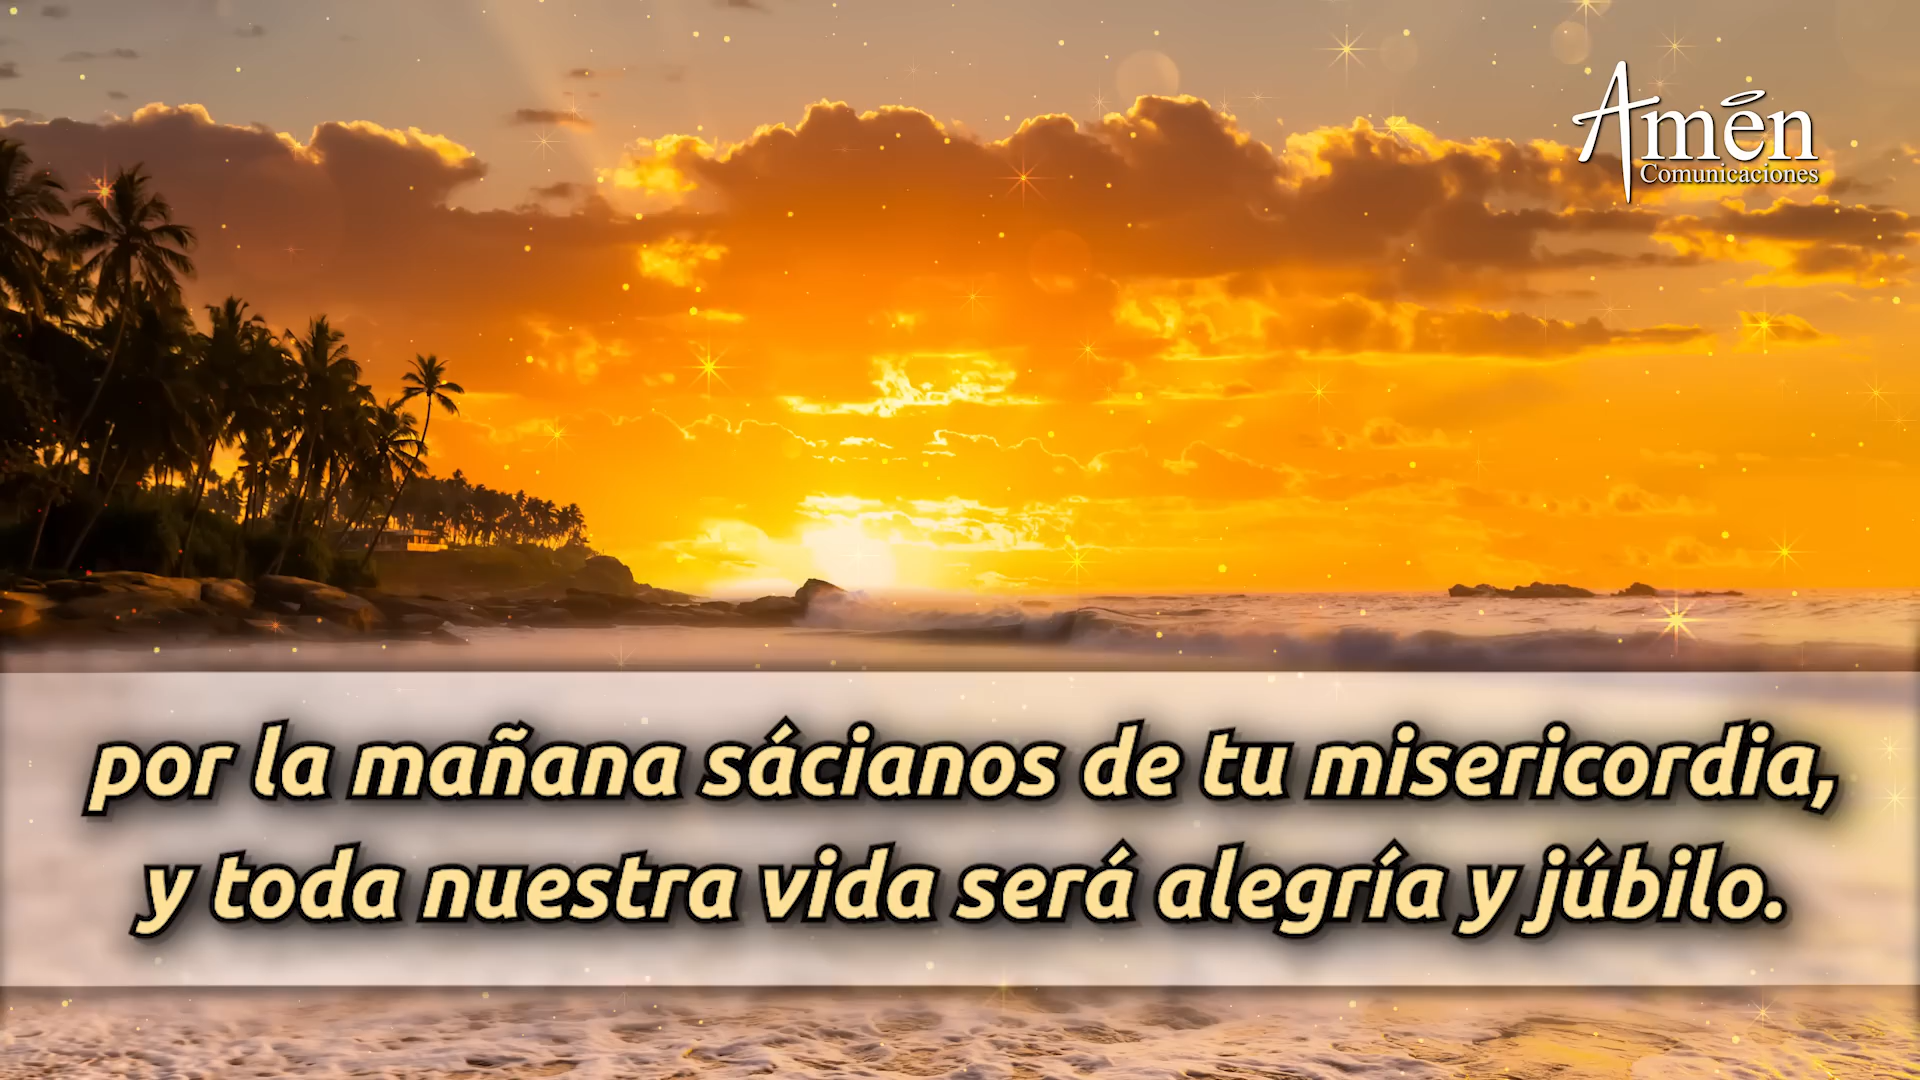 Amén
Comunicaciones
por la mañana sácianos de tu misericordia,
y toda nuestra vida será alegría y júbilo.